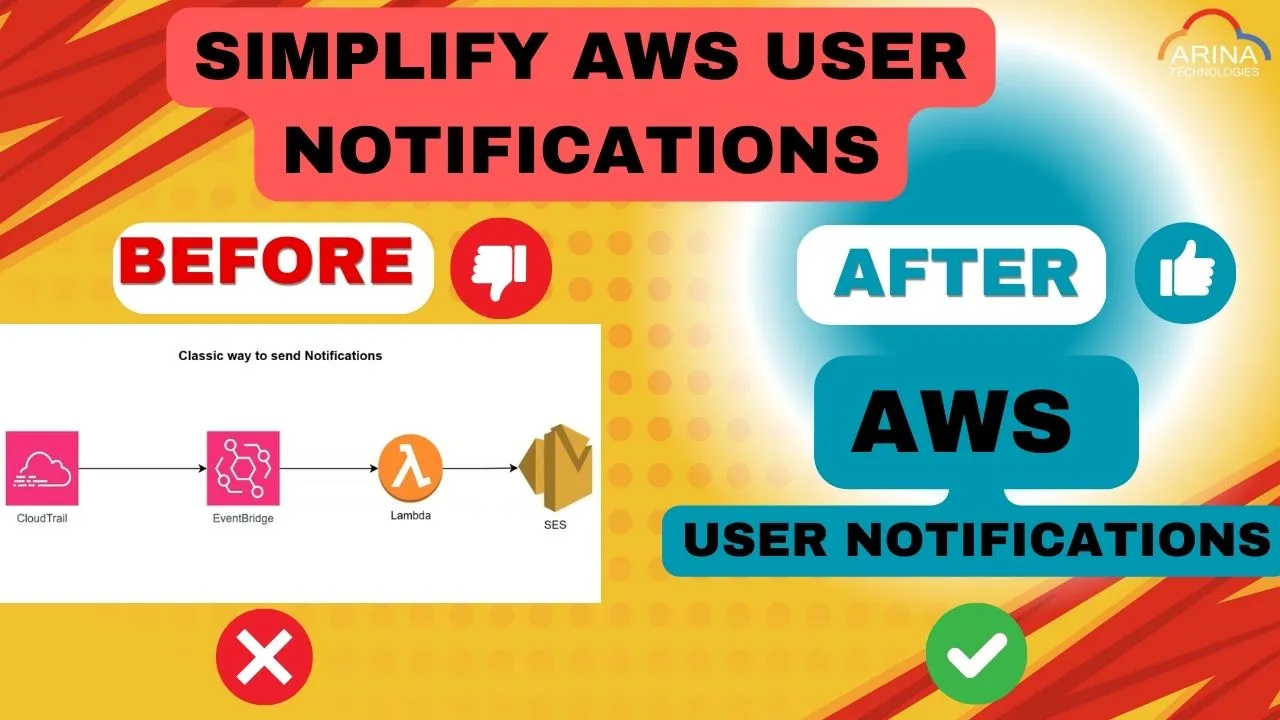 SIMPLIFY AWS USER
NOTIFICATIONS
ARINA
TECHNOLOGIES
BEFORE
AFTER
Classic way to send Notifications
CloudTrail
EventBridge
Lambda
SES
AWS
USER NOTIFICATIONS